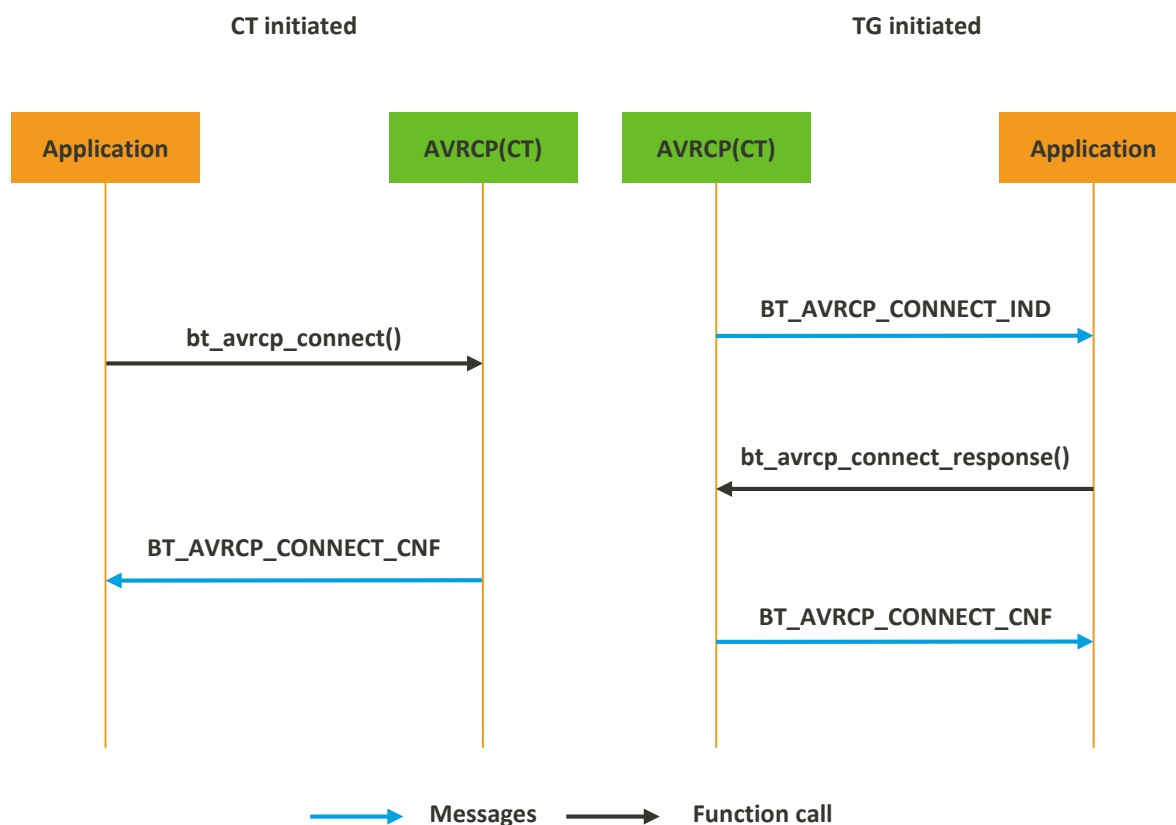 CT initiated
TG initiated
Application
AVRCP(CT)
AVRCP(CT)
Application
BT_AVRCP_CONNECT_IND
bt_avrcp_connect()
bt_avrcp_connect_response()
BT_AVRCP_CONNECT_CNF
BT_AVRCP_CONNECT_CNF
Messages
Function call